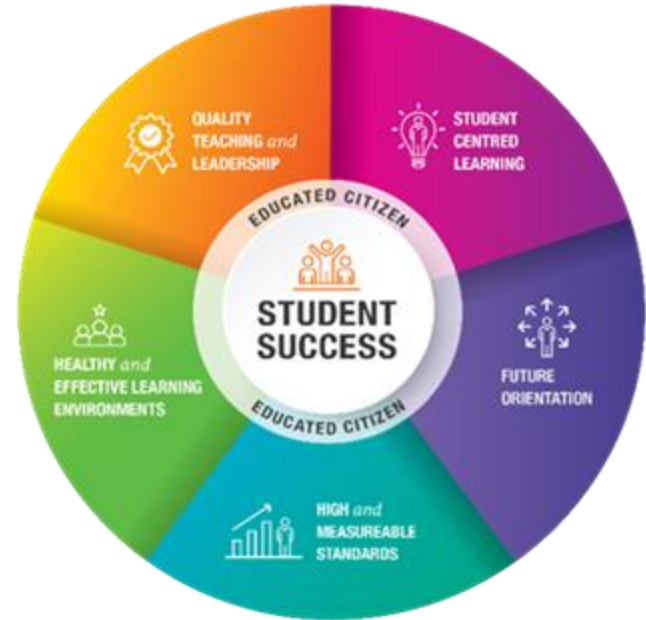 QUALITY
TEACHING and
LEADERSHIP
STUDENT
CENTRED
LEARNING
EDUCATED CITIZEN
STUDENT
SUCCESS
EDUCATED CITIZEN
HEALTHY and
EFFECTIVE LEARNING
ENVIRONMENTS
FUTURE
ORIENTATION
HIGH and
MEASUREABLE
STANDARDS